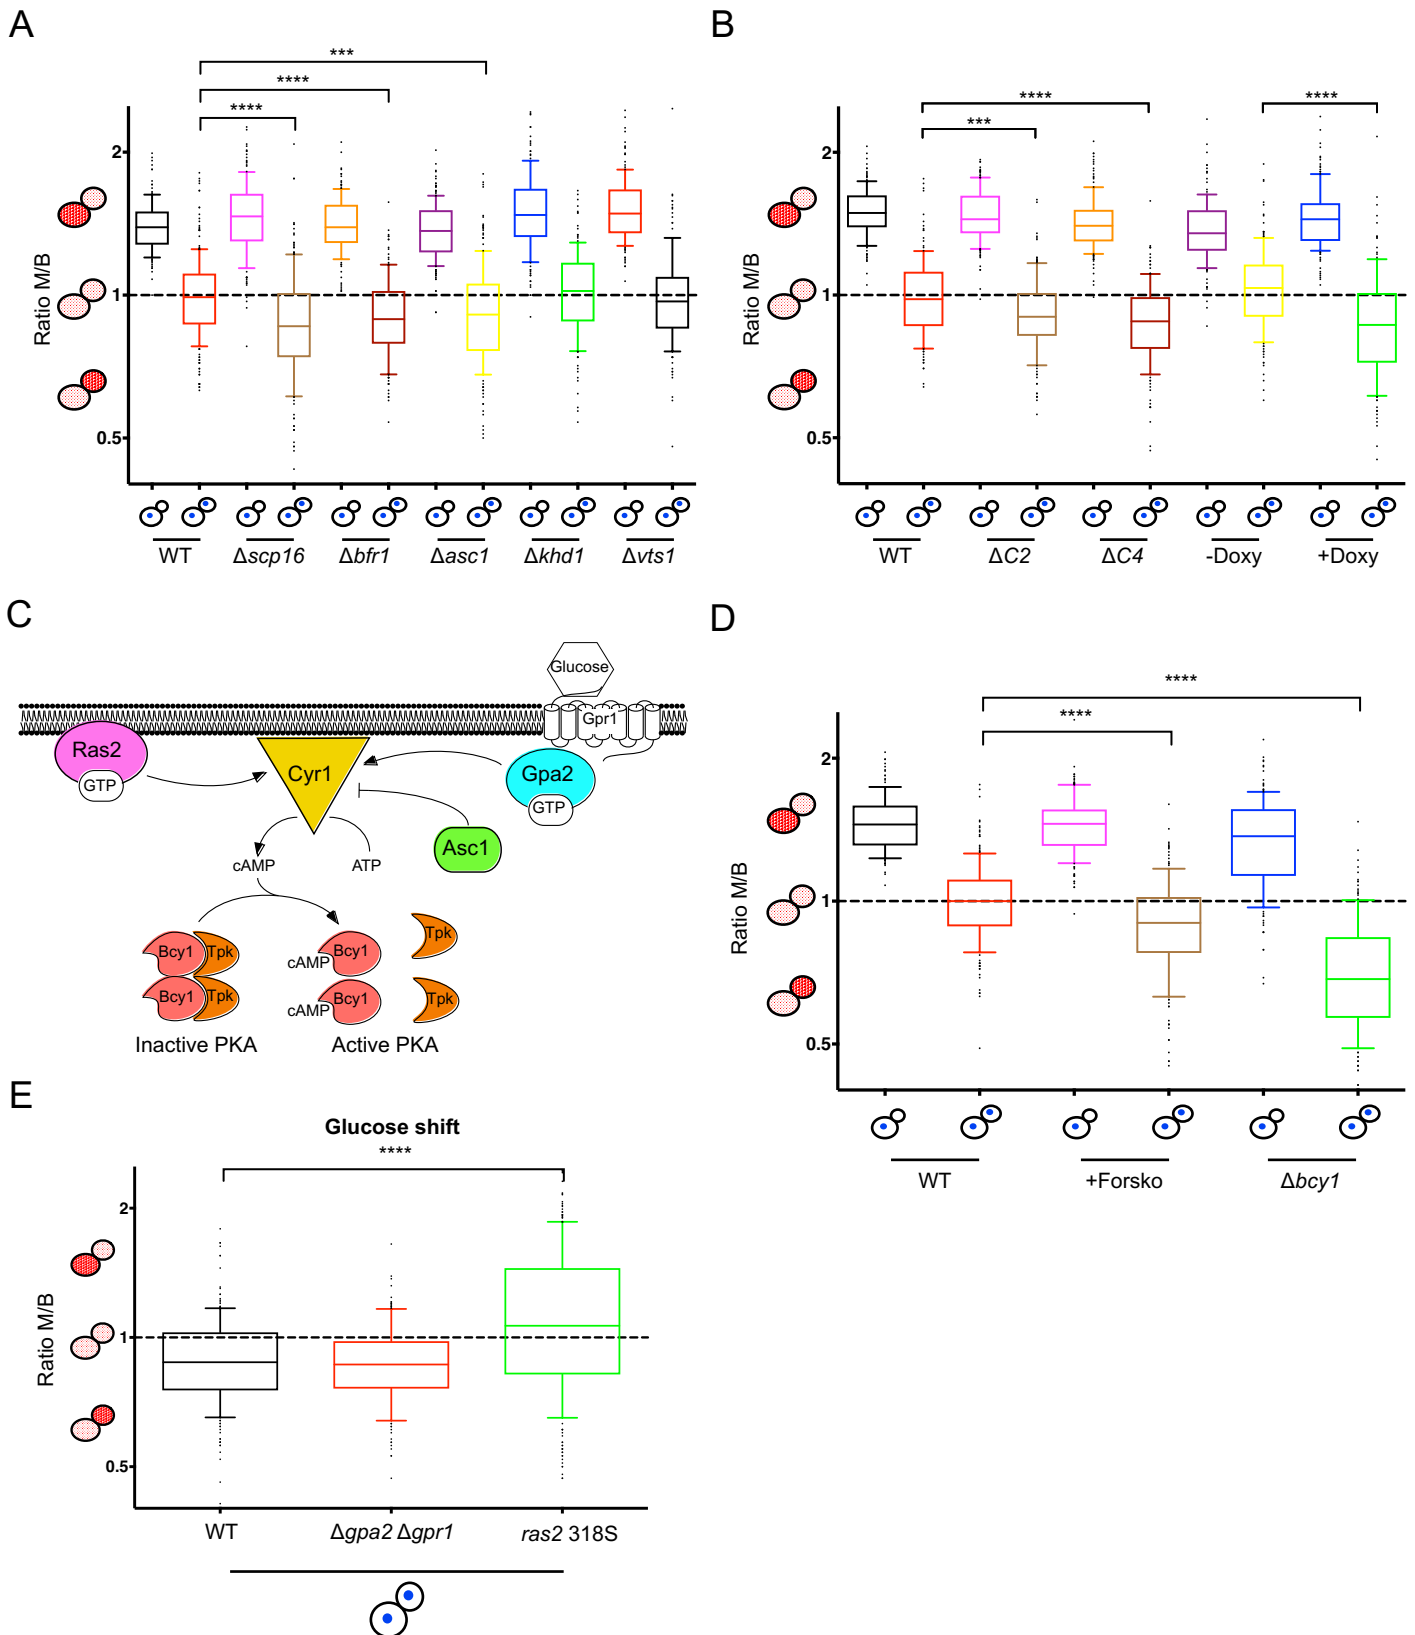 A
***
****
****
2
1
0.5
Ratio M/B
WT
Δscp16
Δbfr1
Δasc1
Δkhd1
Δvts1
B
****
***
****
2
1
0.5
Ratio M/B
WT
ΔC2
ΔC4
-Doxy
+Doxy
C
Glucose
Gpr1
Ras2
GTP
Cyr1
Gpa2
GTP
Asc1
cAMP
ATP
Bcy1
Tpk
Bcy1
Tpk
cAMP
Bcy1
Tpk
cAMP
Bcy1
Tpk
Inactive PKA
Active PKA
D
****
****
2
1
0.5
Ratio M/B
WT
+Forsko
Δbcy1
E
Glucose shift
****
2
1
0.5
Ratio M/B
WT
Δgpa2 Δgpr1
ras2 318S